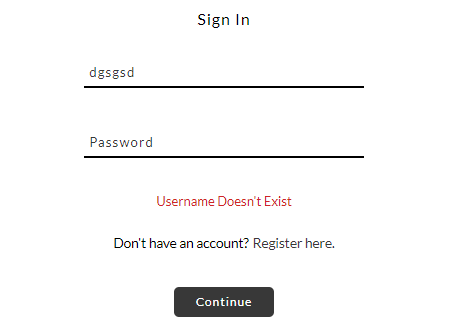 Sign In
dgsgsd
Password
Username Doesn't Exist
Don't have an account? Register here.
Continue